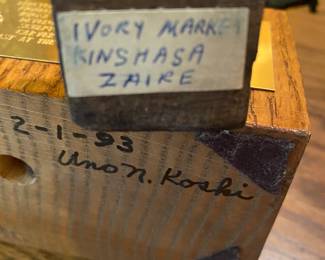 IVORY MARKET
KINSHASA
ZAIRE
2-1-93
Uno N. Koski